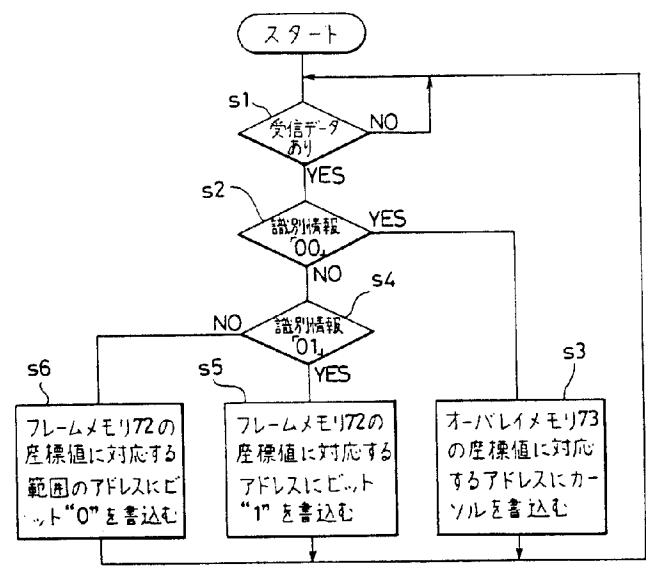 スタート
s1
受信データ
あり
NO
YES
s2
識別情報
「00」
YES
NO
s4
識別情報
「01」
NO
YES
s6
フレームメモリ72の
座標値に対応する
範囲のアドレスにビ
ット“0”を書込む
s5
フレームメモリ72の
座標値に対応する
アドレスにビット
“1”を書込む
s3
オーバレイメモリ73
の座標値に対応
するアドレスにカー
ソルを書込む